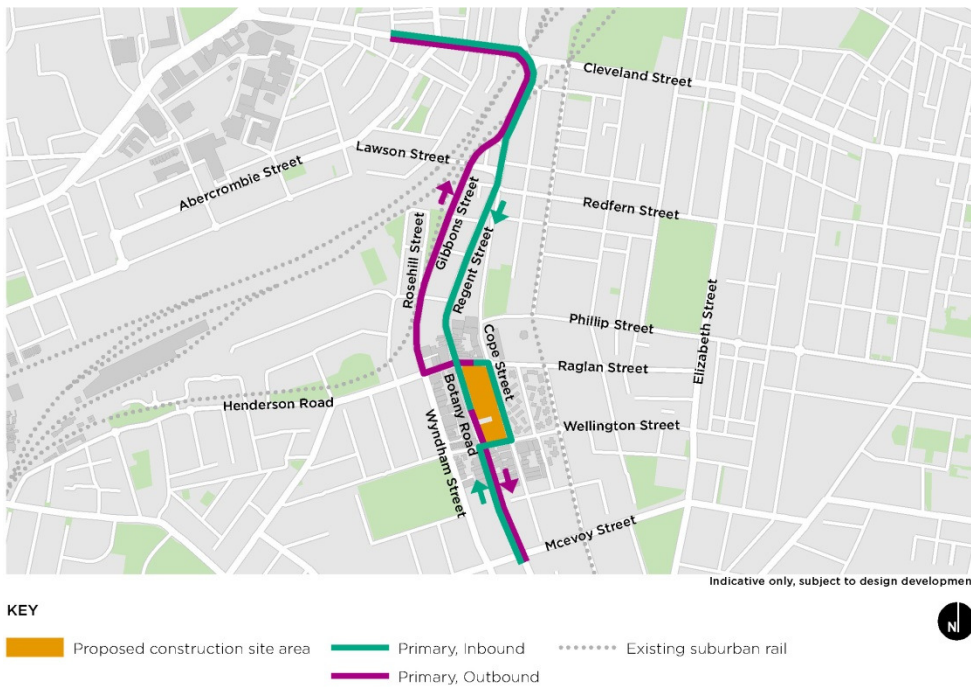 Cleveland Street
Lawson Street
Abercrombie Street
Redfern Street
Gibbons Street
Rosehill Street
Regent Street
Phillip Street
Elizabeth Street
Cope Street
Raglan Street
Henderson Road
Botany Road
Wellington Street
Wyndham Street
Mcevoy Street
Indicative only, subject to design developmen
KEY
N
Proposed construction site area
Primary, Inbound
Existing suburban rail
Primary, Outbound